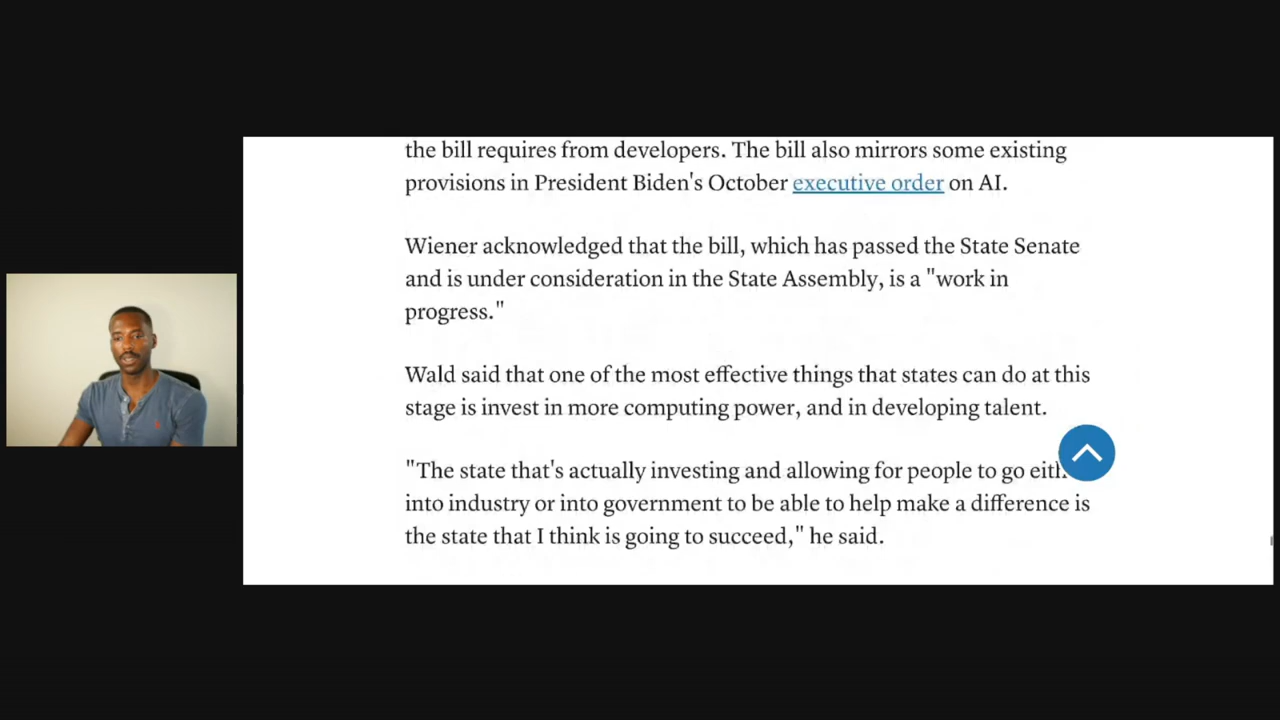 the bill requires from developers. The bill also mirrors some existing
provisions in President Biden's October executive order on AI.
Wiener acknowledged that the bill, which has passed the State Senate
and is under consideration in the State Assembly, is a "work in
progress."
Wald said that one of the most effective things that states can do at this
stage is invest in more computing power, and in developing talent.
"The state that's actually investing and allowing for people to go
into industry or into government to be able to help make a difference is
the state that I think is going to succeed," he said.